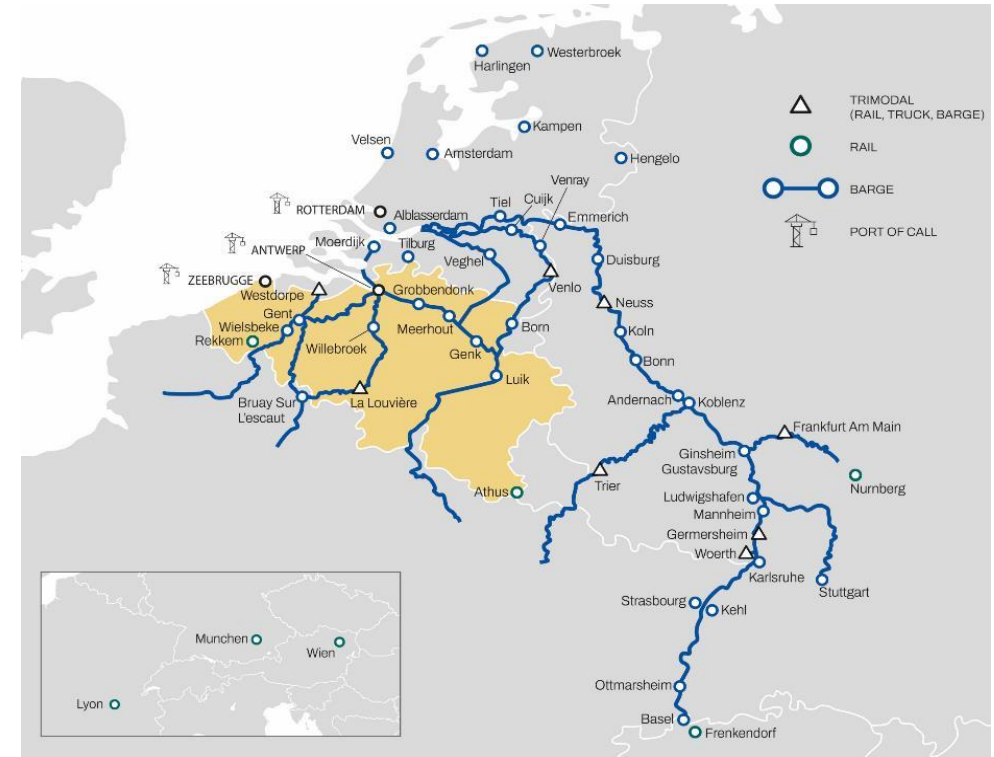 Harlingen
Westerbroek
Kampen
Velsen
Amsterdam
Hengelo
TRIMODAL
(RAIL, TRUCK, BARGE)
RAIL
BARGE
PORT OF CALL
Venray
Cuijk
Tiel
Emmerich
ROTTERDAM
Alblasserdam
Moerdijk
Tilburg
Veghel
ANTWERP
Duisburg
ZEEBRUGGE
Westdorpe
Grobbendonk
Venlo
Neuss
Gent
Wielsbeke
Rekkem
Willebroek
Meerhout
Genk
Born
Koln
Bonn
Luik
Bruay Sur
L'escaut
La Louvière
Andernach
Koblenz
Frankfurt Am Main
Ginsheim
Gustavsburg
Trier
Nurnberg
Athus
Ludwigshafen
Mannheim
Germersheim
Woerth
Karlsruhe
Stuttgart
Strasbourg
Kehl
Ottmarsheim
Basel
Frenkendorf
Munchen
Wien
Lyon